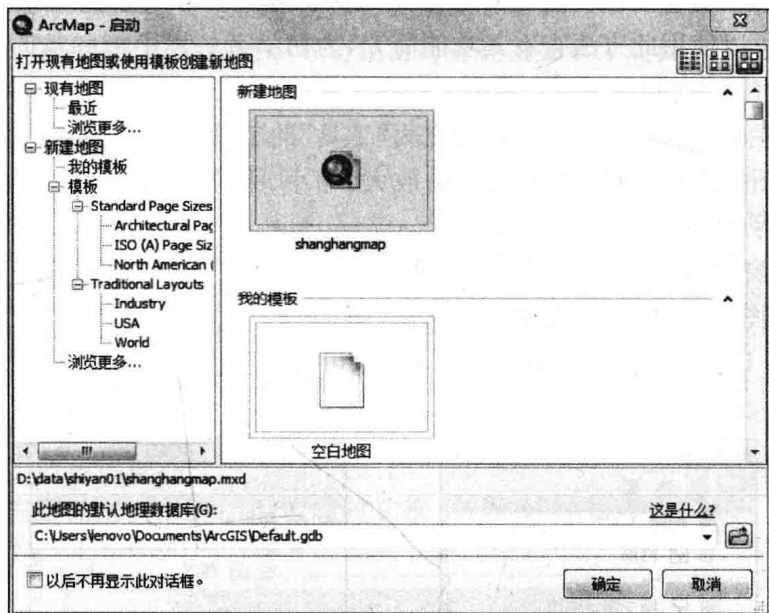 ArcMap - 启动
打开现有地图或使用模板创建新地图
现有地图
最近
浏览更多...
新建地图
我的模板
模板
Standard Page Sizes
Architectural Pag
ISO (A) Page Siz
North American (
Traditional Layouts
Industry
USA
World
浏览更多...
新建地图
shanghangmap
我的模板
空白地图
D:\data\shiyan01\shanghangmap.mxd
此地图的默认地理数据库(G):
这是什么?
C:\Users\lenovo\Documents\ArcGIS\Default.gdb
以后不再显示此对话框。
确定
取消